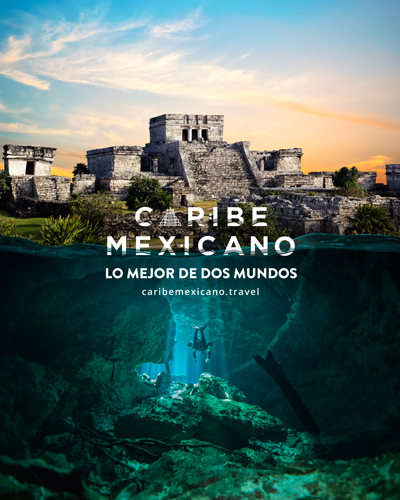 CARIBE
MEXICANO
LO MEJOR DE DOS MUNDOS
caribemexicano.travel